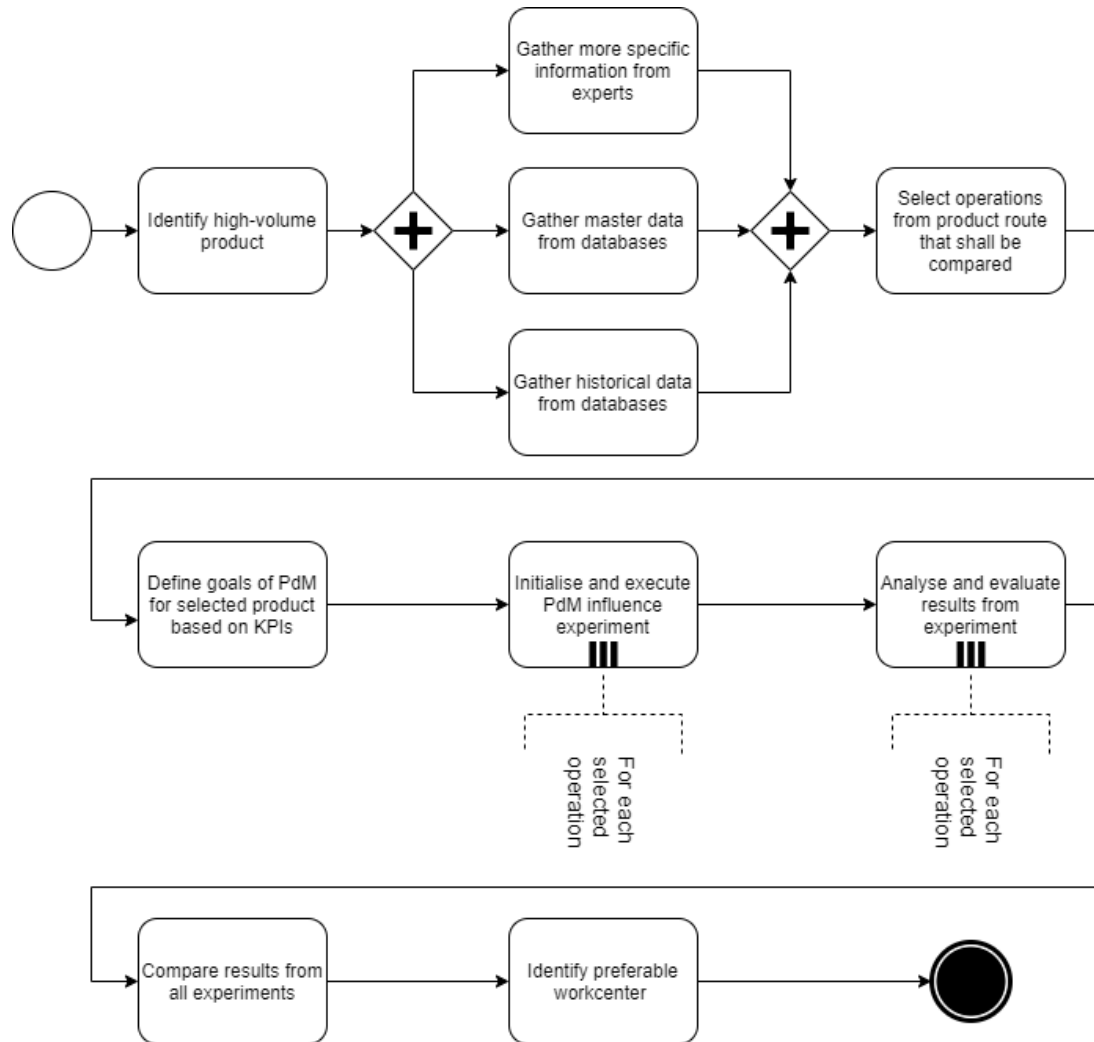 Gather more specific
information from
experts
Identify high-volume
product
Gather master data
from databases
Select operations
from product route
that shall be
compared
Gather historical data
from databases
Define goals of PdM
for selected product
based on KPIs
Initialise and execute
PdM influence
experiment
Analyse and evaluate
results from
experiment
For each
selected
operation
For each
selected
operation
Compare results from
all experiments
Identify preferable
workcenter